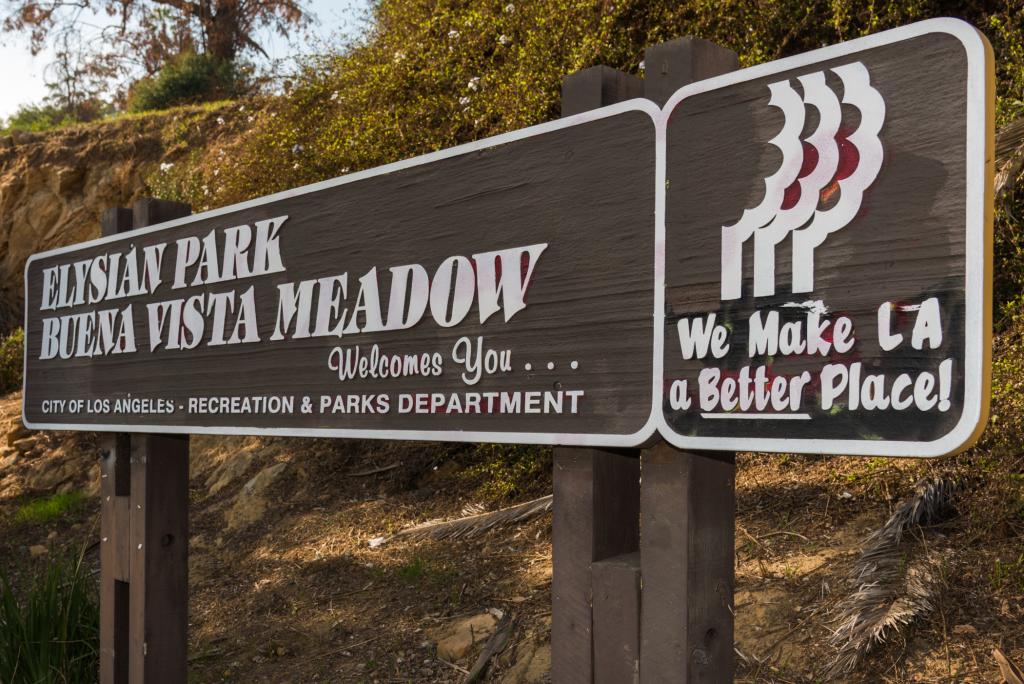 ELYSIAN PARK
BUENA VISTA MEADOW
Welcomes You . . .
CITY OF LOS ANGELES - RECREATION & PARKS DEPARTMENT
We Make LA
a Better Place!